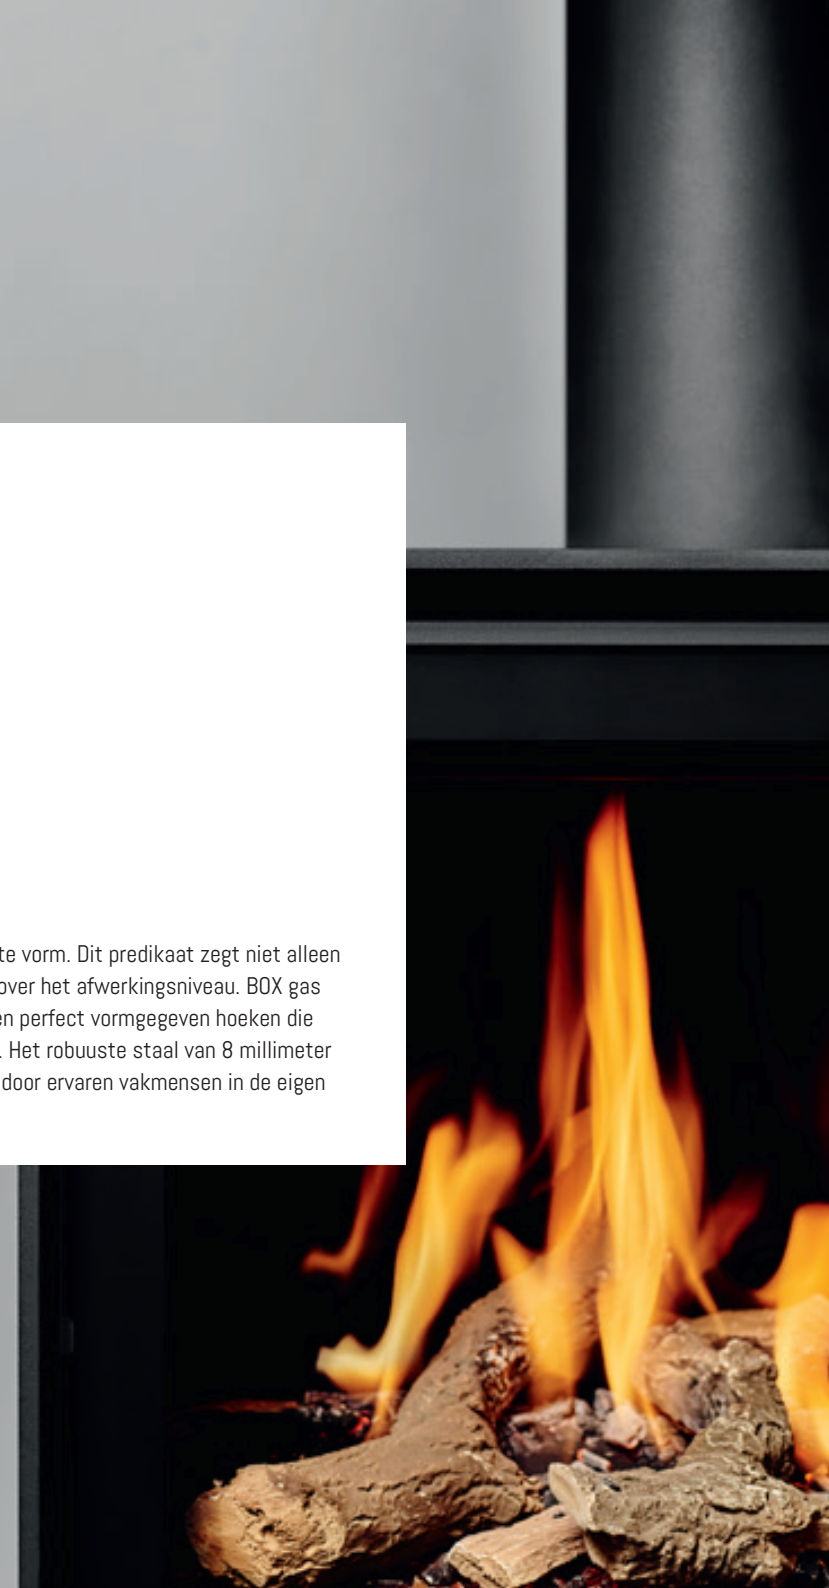 te vorm. Dit predikaat zegt niet alleen
over het afwerkingsniveau. BOX gas
en perfect vormgegeven hoeken die
. Het robuuste staal van 8 millimeter
door ervaren vakmensen in de eigen